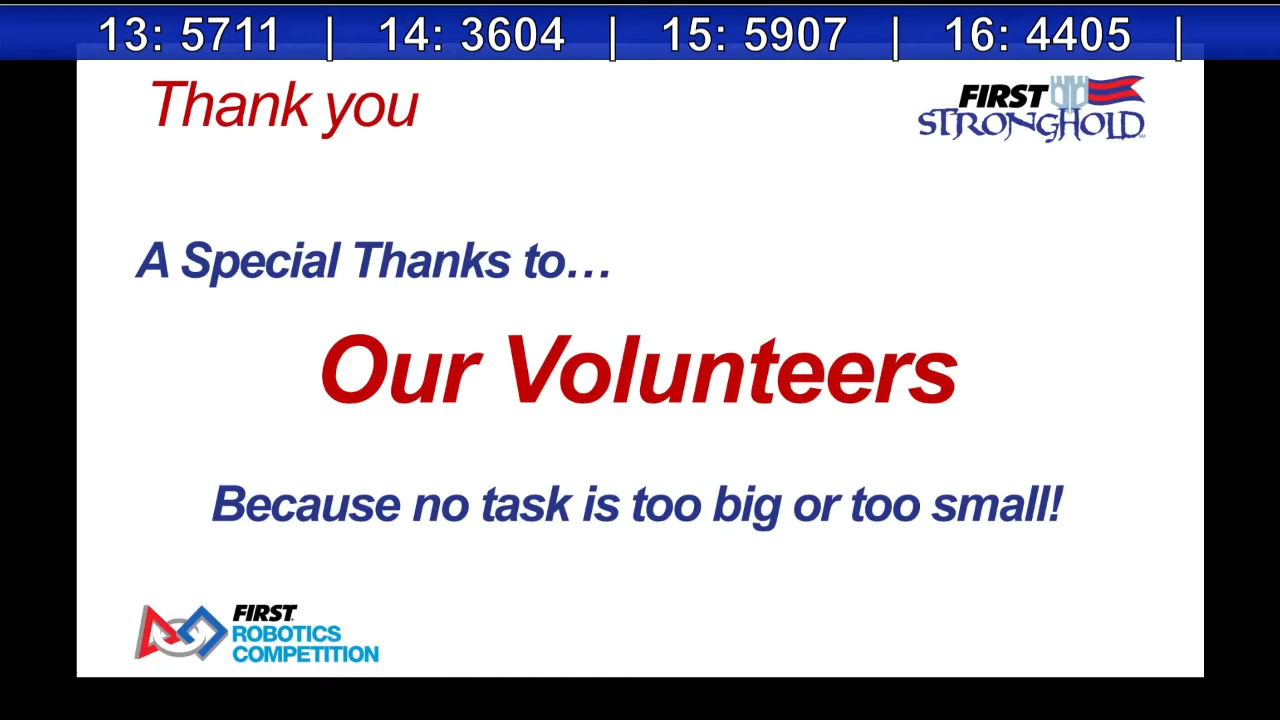 13: 5711 | 14: 3604 | 15: 5907 | 16: 4405 |
Thank you
FIRST
STRONGHOLD
A Special Thanks to…
Our Volunteers
Because no task is too big or too small!
FIRST
ROBOTICS
COMPETITION